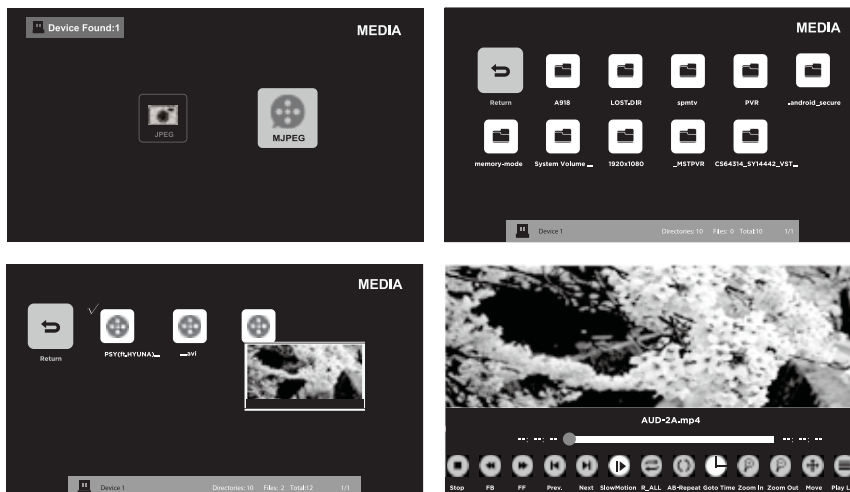 Device Found:1
MEDIA
JPEG
MJPEG
MEDIA
Return A918 LOST.DIR spmtv PVR .android_secure
memory-mode System Volume _ 1920x1080 _MSTPVR CS64314_SY14442_VST_
Device 1 Directories:10 Files: 0 Total:10 1/1
MEDIA
Return PSY(ft.HYUNA)_ _avi
Device 1 Directories: 10 Files: 2 Total:12 1/1
AUD-2A.mp4
--: --: -- --: --: --
Stop FB FF Prev. Next SlowMotion R_ALL AB-Repeat Goto Time Zoom In Zoom Out Move Play L